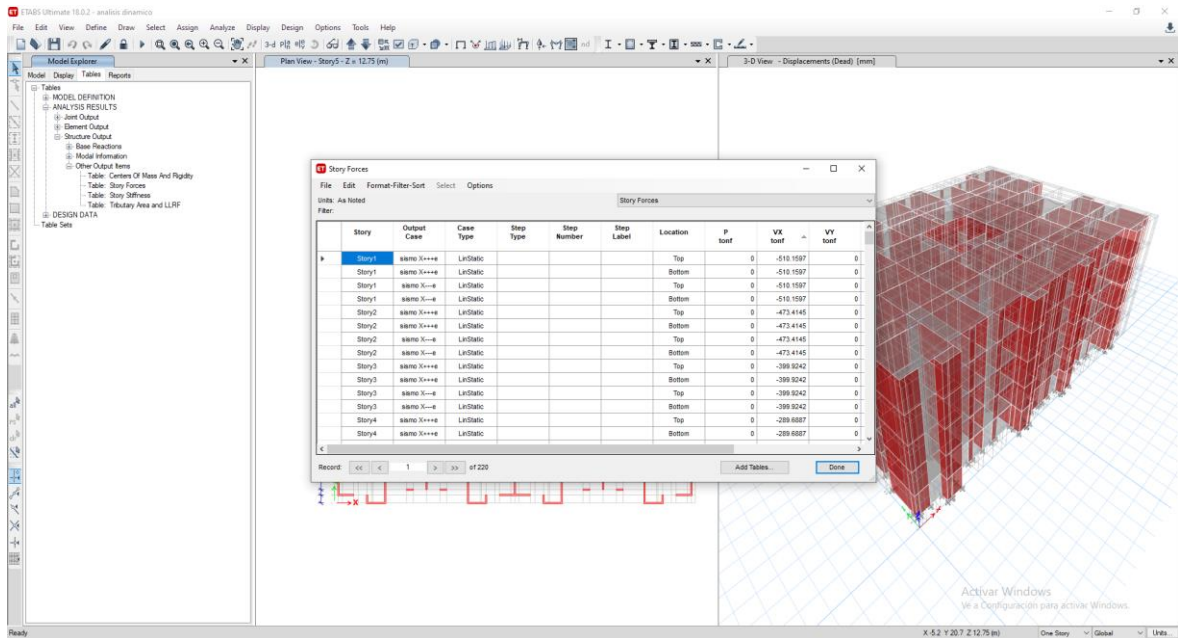 ETABS Ultimate 18.0.2 - analisis dinamico
File Edit View Define Draw Select Assign Analyze Display Design Options Tools Help
Model Explorer
Plan View - Story5 - Z = 12.75 (m)
3-D View - Displacements (Dead) [mm]
Model Display Tables Reports
Tables
MODEL DEFINITION
ANALYSIS RESULTS
Joint Output
Element Output
Structure Output
Base Reactions
Modal Information
Other Output Items
Table: Centers Of Mass And Rigidity
Table: Story Forces
Table: Story Stiffness
Table: Tributary Area and LLRF
DESIGN DATA
Table Sets
Story Forces
File Edit Format-Filter-Sort Select Options
Units: As Noted
Story Forces
Filter:
Story Output Case Case Type Step Type Step Number Step Label Location P tonf VX tonf VY tonf
Story1 sismo X+++e LinStatic Top 0 -510.1597 0
Story1 sismo X+++e LinStatic Bottom 0 -510.1597 0
Story1 sismo X---e LinStatic Top 0 -510.1597 0
Story1 sismo X---e LinStatic Bottom 0 -510.1597 0
Story2 sismo X+++e LinStatic Top 0 -473.4145 0
Story2 sismo X+++e LinStatic Bottom 0 -473.4145 0
Story2 sismo X---e LinStatic Top 0 -473.4145 0
Story2 sismo X---e LinStatic Bottom 0 -473.4145 0
Story3 sismo X+++e LinStatic Top 0 -399.9242 0
Story3 sismo X+++e LinStatic Bottom 0 -399.9242 0
Story3 sismo X---e LinStatic Top 0 -399.9242 0
Story3 sismo X---e LinStatic Bottom 0 -399.9242 0
Story4 sismo X+++e LinStatic Top 0 -289.6887 0
Story4 sismo X+++e LinStatic Bottom 0 -289.6887 0
Record: << < 1 > >> of 220
Add Tables...
Done
X
Activar Windows
Ve a Configuración para activar Windows.
Ready
X -5.2 Y 20.7 Z 12.75 (m)
One Story
Global
Units...